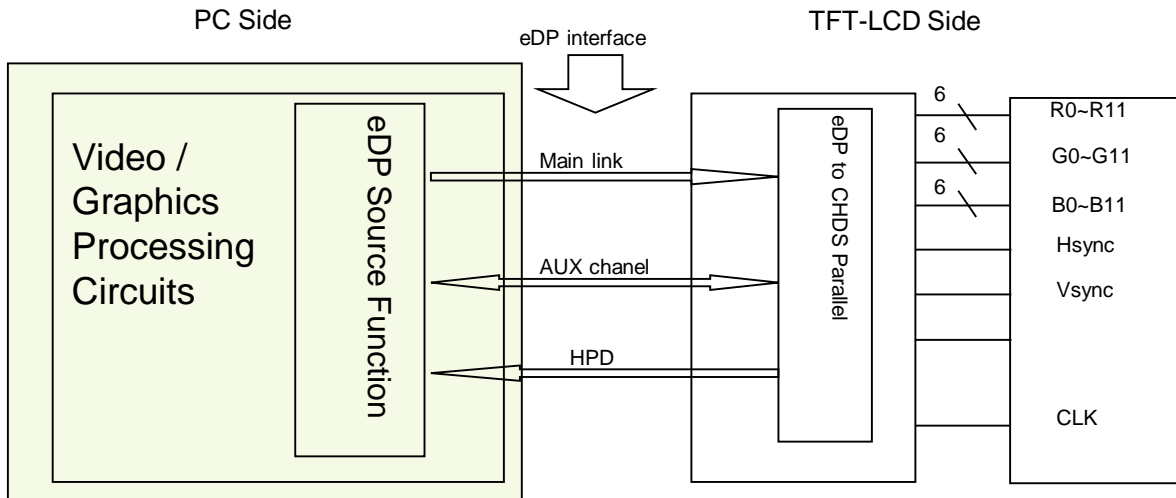 PC Side
eDP interface
TFT-LCD Side
Video /
Graphics
Processing
Circuits
eDP Source Function
Main link
AUX chanel
HPD
eDP to CHDS Parallel
6
R0~R11
6
G0~G11
6
B0~B11
Hsync
Vsync
CLK